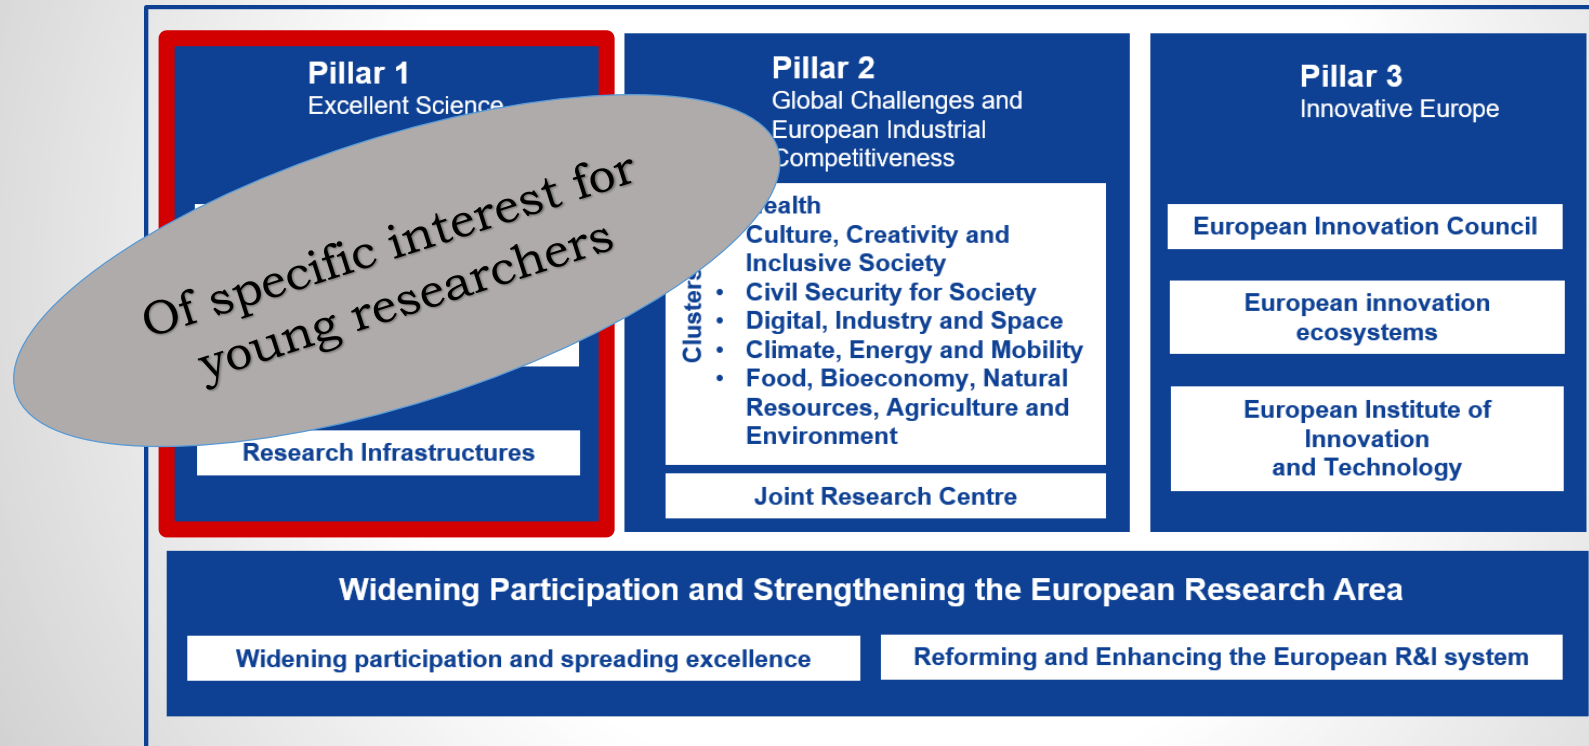 Pillar 1
Excellent Science
Of specific interest for
young researchers
Research Infrastructures
Pillar 2
Global Challenges and
European Industrial
Competitiveness
Clusters
ealth
Culture, Creativity and
Inclusive Society
• Civil Security for Society
• Digital, Industry and Space
• Climate, Energy and Mobility
• Food, Bioeconomy, Natural
Resources, Agriculture and
Environment
Joint Research Centre
Pillar 3
Innovative Europe
European Innovation Council
European innovation
ecosystems
European Institute of
Innovation
and Technology
Widening Participation and Strengthening the European Research Area
Widening participation and spreading excellence
Reforming and Enhancing the European R&I system